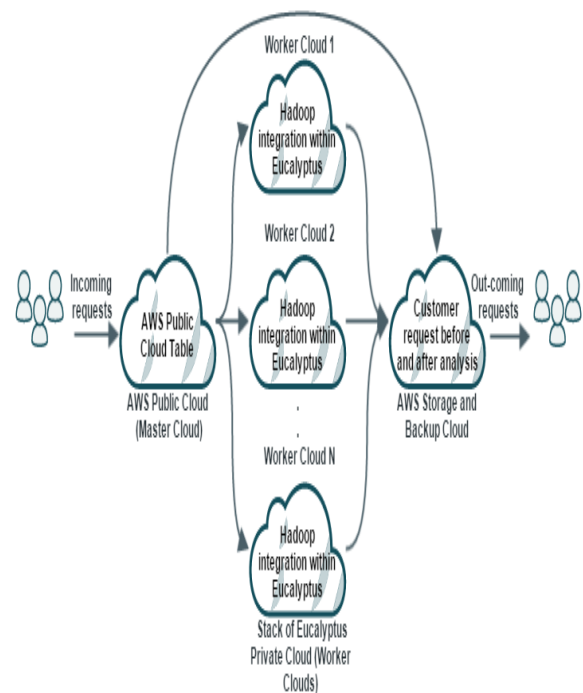 Worker Cloud 1
Hadoop
integration within
Eucalyptus
Worker Cloud 2
Incoming
requests
AWS Public
Cloud Table
AWS Public Cloud
(Master Cloud)
Hadoop
integration within
Eucalyptus
Customer
request before
and after analysis
AWS Storage and
Backup Cloud
Out-coming
requests
.
.
Worker Cloud N
Hadoop
integration within
Eucalyptus
Stack of Eucalyptus
Private Cloud (Worker
Clouds)